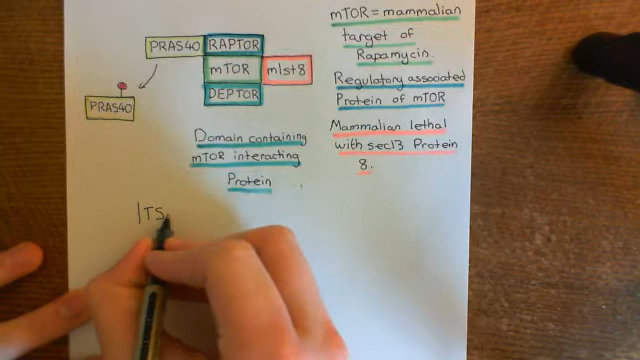 PRAS40 RAPTOR
mTOR mlst8
DEPTOR
PRAS40
Domain containing
mTOR interacting
Protein
mTOR = mammalian
target of
Rapamycin.
Regulatory associated
Protein of mTOR
Mammalian lethal
with sec13 Protein
8.
TS